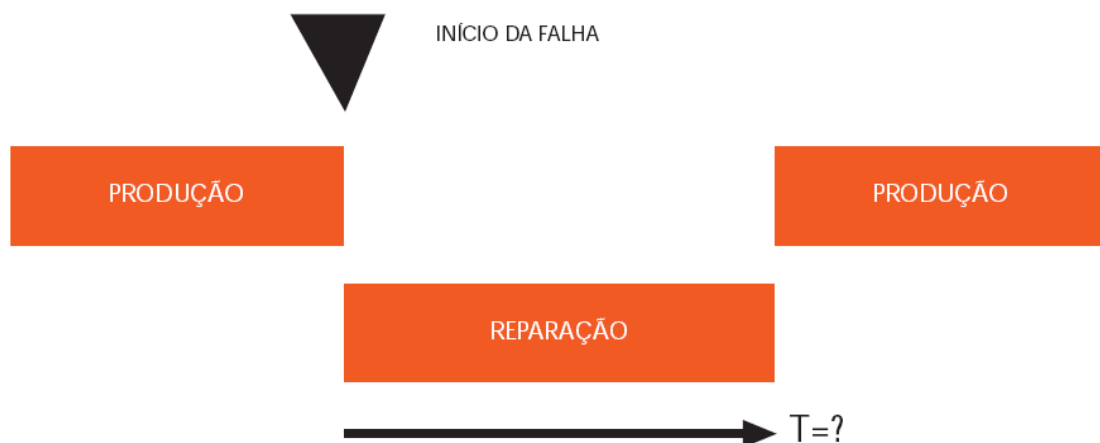 INÍCIO DA FALHA
PRODUÇÃO
PRODUÇÃO
REPARAÇÃO
T=?